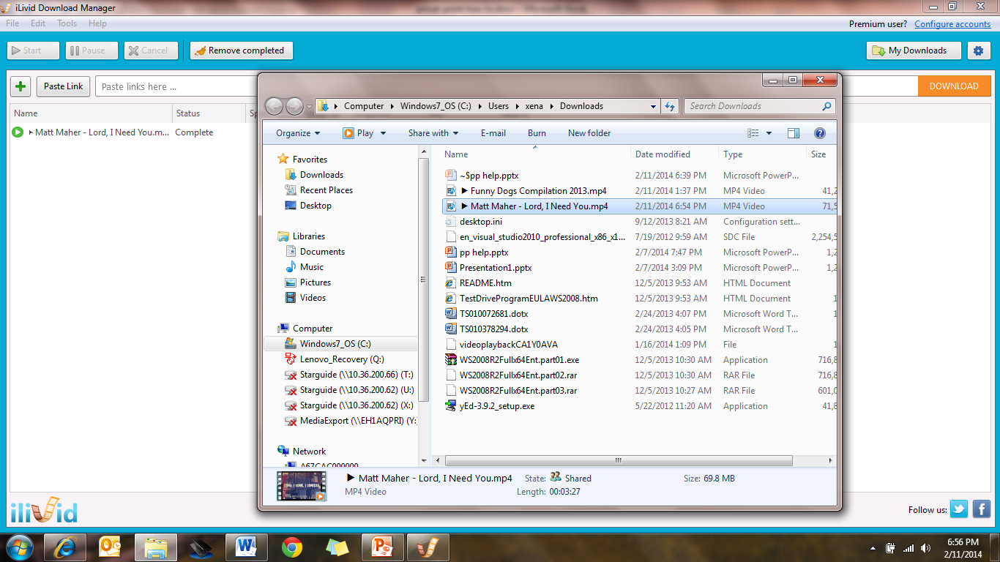 iLivid Download Manager
File Edit Tools Help
Premium user? Configure accounts
Start Pause Cancel Remove completed My Downloads
Paste Link Paste links here ... DOWNLOAD
Name Status Sp
▶ Matt Maher - Lord, I Need You.m... Complete
Computer Windows7_OS (C:) Users xena Downloads
Search Downloads
Organize Play Share with E-mail Burn New folder
Favorites
Downloads
Recent Places
Desktop
Libraries
Documents
Music
Pictures
Videos
Computer
Windows7_OS (C:)
Lenovo_Recovery (Q:)
Starguide (\\10.36.200.66) (T:)
Starguide (\\10.36.200.62) (U:)
Starguide (\\10.36.200.62) (X:)
MediaExport (\\EH1AQPRI) (Y:
Network
Name Date modified Type Size
~$pp help.pptx 2/11/2014 6:39 PM Microsoft PowerP...
▶ Funny Dogs Compilation 2013.mp4 2/11/2014 1:37 PM MP4 Video 41,2
▶ Matt Maher - Lord, I Need You.mp4 2/11/2014 6:54 PM MP4 Video 71,5
desktop.ini 9/12/2013 8:21 AM Configuration sett...
en_visual_studio2010_professional_x86_x1... 7/19/2012 9:59 AM SDC File 2,254,5
pp help.pptx 2/7/2014 7:47 PM Microsoft PowerP... 1,2
Presentation1.pptx 2/7/2014 3:09 PM Microsoft PowerP... 1,2
README.htm 12/5/2013 9:53 AM HTML Document
TestDriveProgramEULAWS2008.htm 12/5/2013 9:53 AM HTML Document 1
TS010072681.dotx 2/24/2013 4:07 PM Microsoft Word T... 1
TS010378294.dotx 2/24/2013 4:05 PM Microsoft Word T...
videoplaybackCA1Y0AVA 1/16/2014 1:09 PM File 1
WS2008R2Fullx64Ent.part01.exe 12/5/2013 10:30 AM Application 716,8
WS2008R2Fullx64Ent.part02.rar 12/5/2013 10:30 AM RAR File 716,8
WS2008R2Fullx64Ent.part03.rar 12/5/2013 10:27 AM RAR File 601,0
yEd-3.9.2_setup.exe 5/22/2012 11:20 AM Application 41,8
▶ Matt Maher - Lord, I Need You.mp4 State: Shared Size: 69.8 MB
MP4 Video Length: 00:03:27
ilivid
Follow us:
6:56 PM
2/11/2014